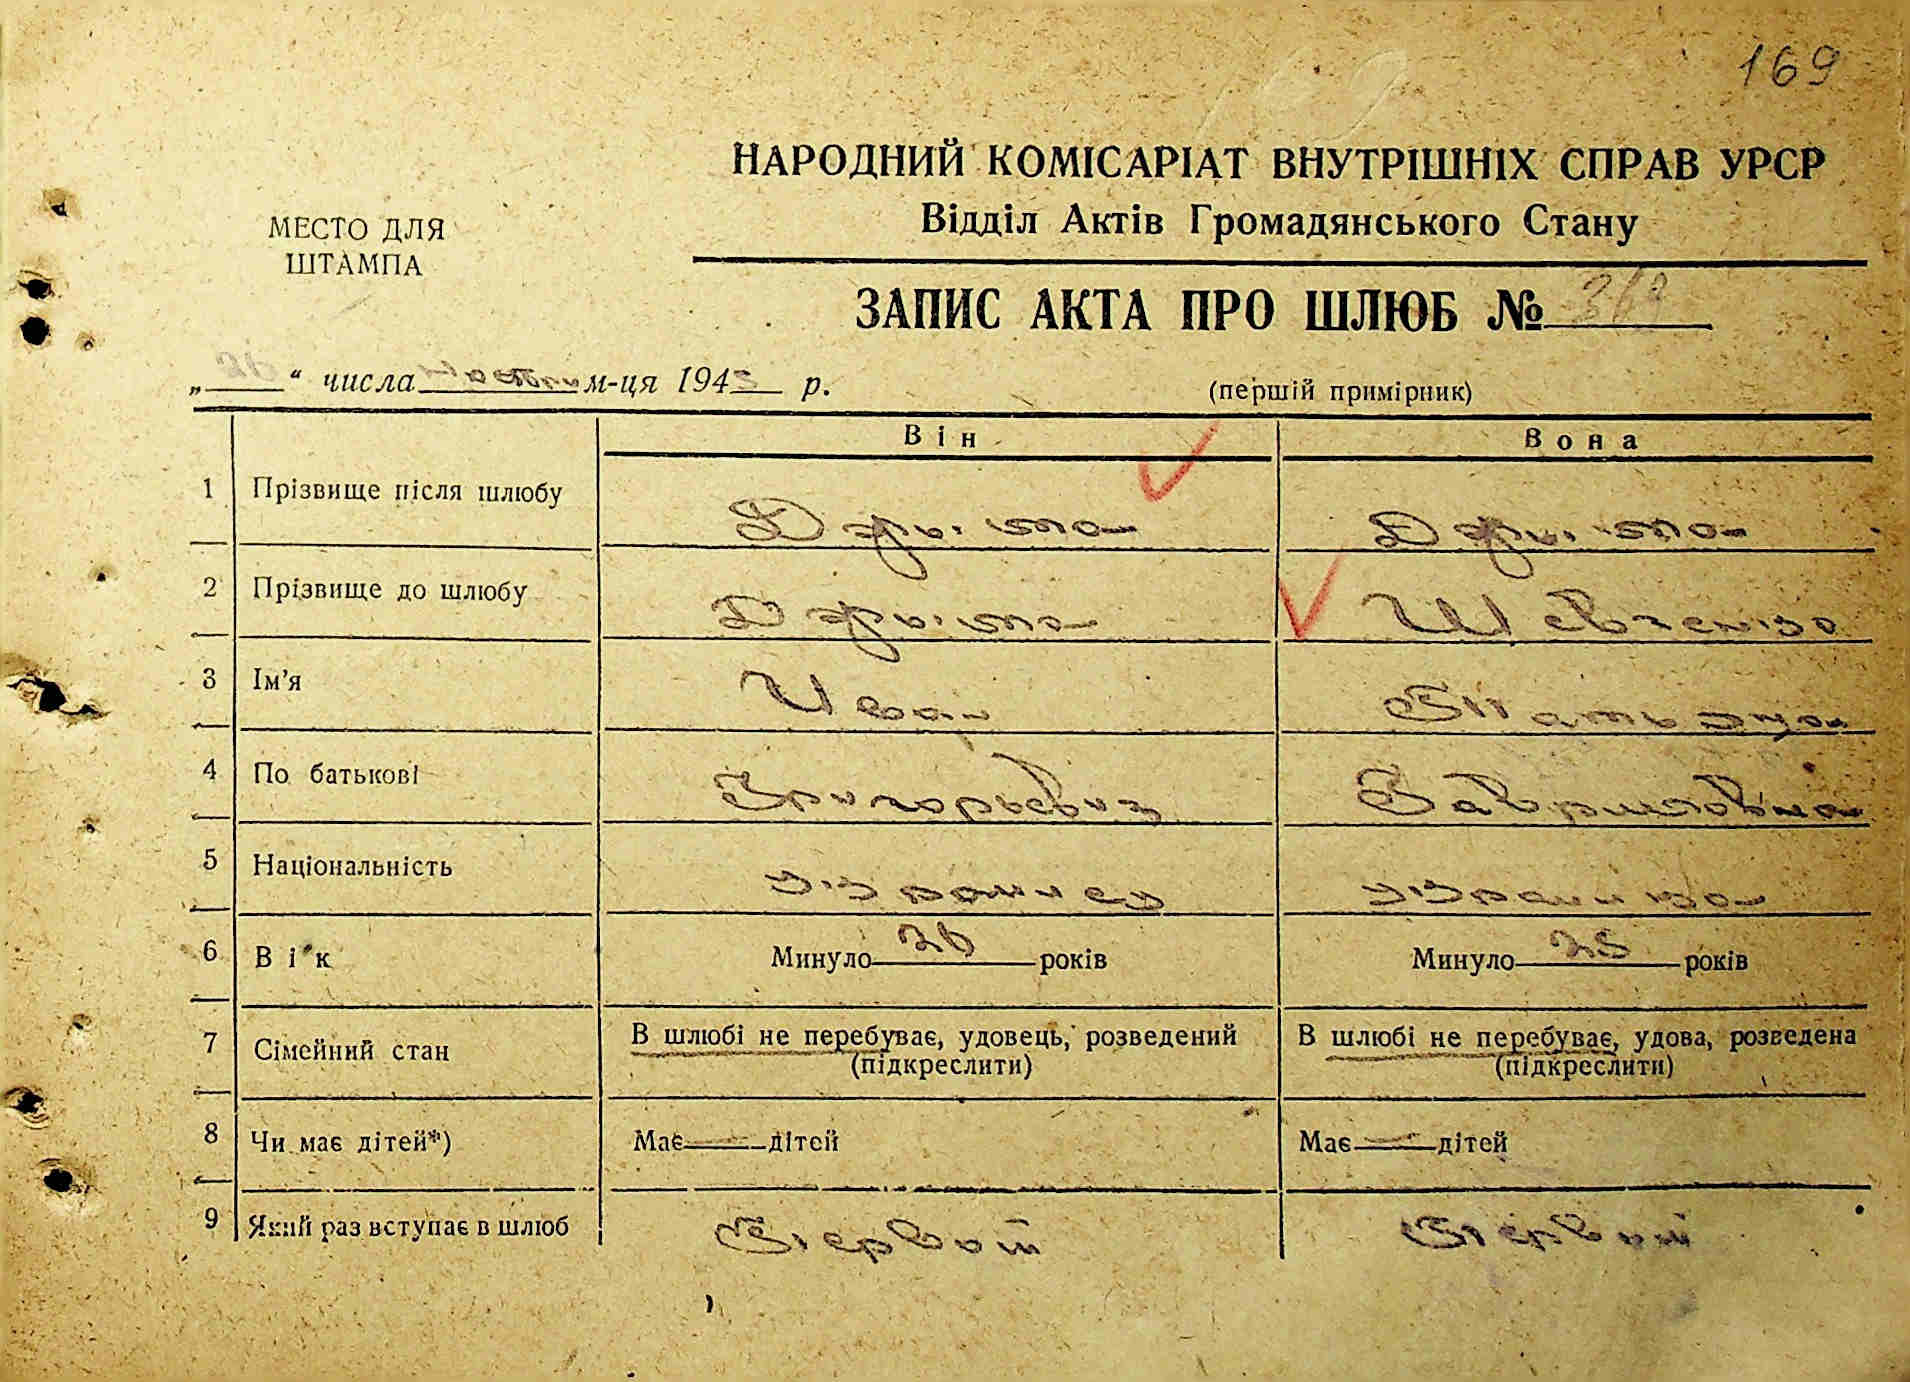 169
НАРОДНИЙ КОМІСАРІАТ ВНУТРІШНІХ СПРАВ УРСР
Відділ Актів Громадянського Стану
МЕСТО ДЛЯ
ШТАМПА
ЗАПИС АКТА ПРО ШЛЮБ №
„26“ числа м-ця 1943 р.
(першій примірник)
Він Вона
1 Прізвище після шлюбу
2 Прізвище до шлюбу Шевченко
3 Ім’я Иван Татьяна
4 По батькові Григорьевич Гавриловна
5 Національність украинец украинка
6 Вік Минуло 26 років Минуло 25 років
7 Сімейний стан В шлюбі не перебуває, удовець, розведений В шлюбі не перебуває, удова, розведена
(підкреслити) (підкреслити)
8 Чи має дітей*) Має — дітей Має — дітей
9 Який раз вступає в шлюб Первый Первый